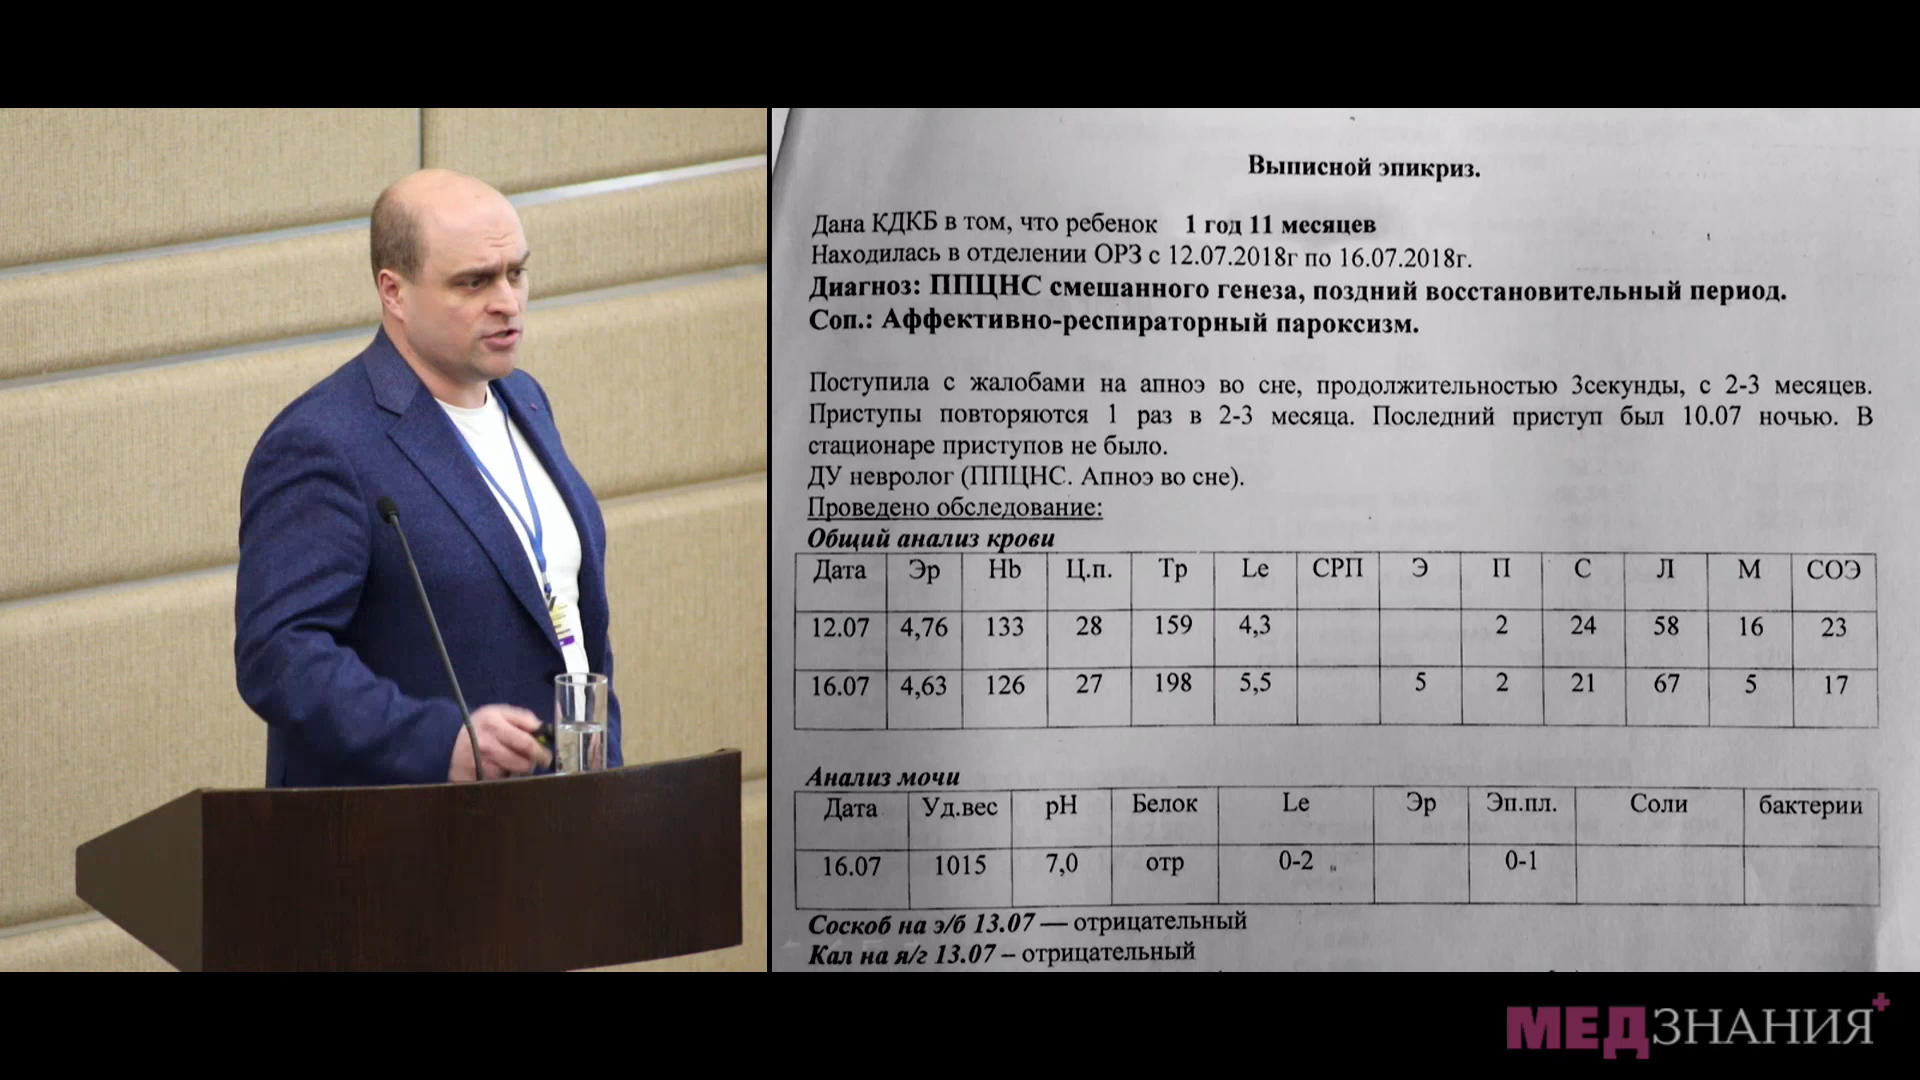 Выписной эпикриз.
Дана КДКБ в том, что ребенок 1 год 11 месяцев
Находилась в отделении ОРЗ с 12.07.2018г по 16.07.2018г.
Диагноз: ППЦНС смешанного генеза, поздний восстановительный период.
Соп.: Аффективно-респираторный пароксизм.
Поступила с жалобами на апноэ во сне, продолжительностью 3секунды, с 2-3 месяцев.
Приступы повторяются 1 раз в 2-3 месяца. Последний приступ был 10.07 ночью. В
стационаре приступов не было.
ДУ невролог (ППЦНС. Апноэ во сне).
Проведено обследование:
Общий анализ крови
Дата Эр Hb Ц.п. Тр Le СРП Э П С Л М СОЭ
12.07 4,76 133 28 159 4,3 2 24 58 16 23
16.07 4,63 126 27 198 5,5 5 2 21 67 5 17
Анализ мочи
Дата Уд.вес pH Белок Le Эр Эп.пл. Соли бактерии
16.07 1015 7,0 отр 0-2 0-1
Соскоб на э/б 13.07 — отрицательный
Кал на я/г 13.07 – отрицательный
МЕДЗНАНИЯ+